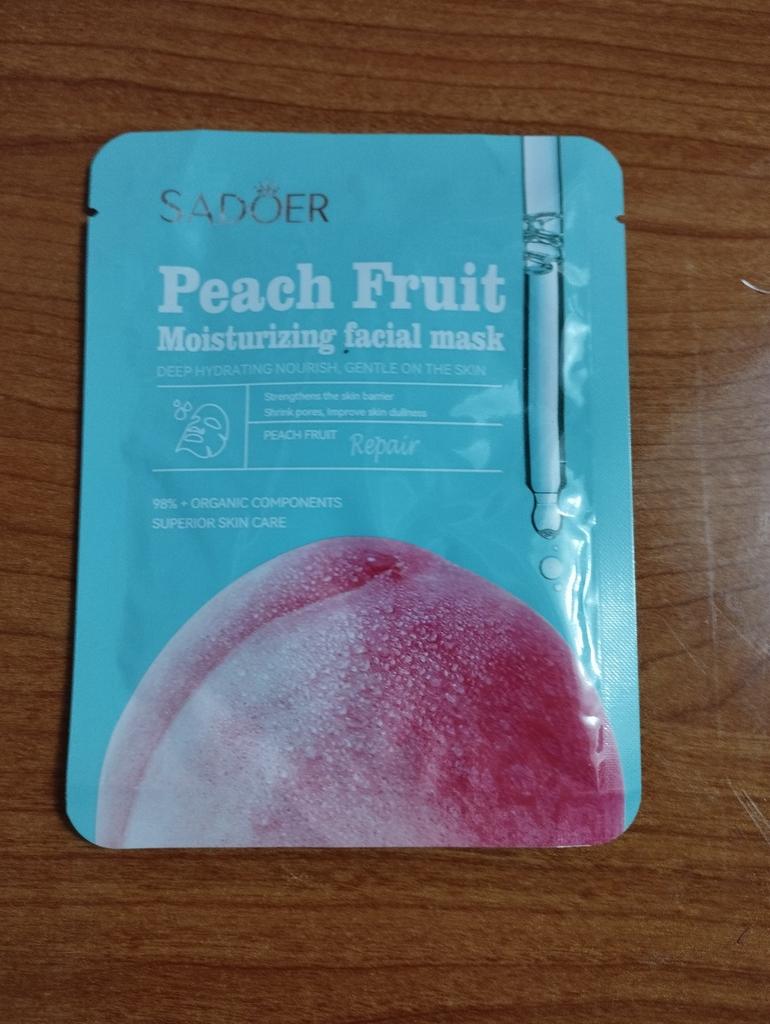 SADOER
Peach Fruit
Moisturizing facial mask
DEEP HYDRATING NOURISH, GENTLE ON THE SKIN
Strengthens the skin barrier
Shrink pores, Improve skin dullness
PEACH FRUIT Repair
98% + ORGANIC COMPONENTS
SUPERIOR SKIN CARE